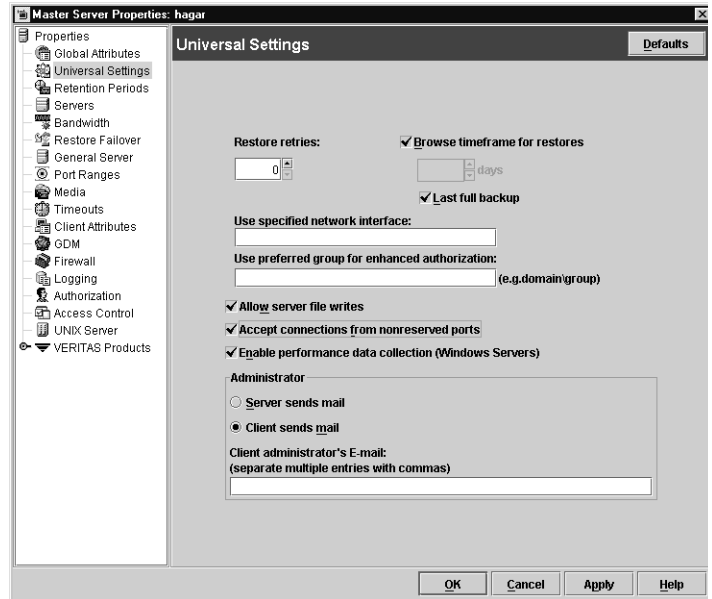 Master Server Properties: hagar
Properties
Global Attributes
Universal Settings
Retention Periods
Servers
Bandwidth
Restore Failover
General Server
Port Ranges
Media
Timeouts
Client Attributes
GDM
Firewall
Logging
Authorization
Access Control
UNIX Server
VERITAS Products
Universal Settings
Defaults
Restore retries:
Browse timeframe for restores
0
days
Last full backup
Use specified network interface:
Use preferred group for enhanced authorization:
(e.g.domain\group)
Allow server file writes
Accept connections from nonreserved ports
Enable performance data collection (Windows Servers)
Administrator
Server sends mail
Client sends mail
Client administrator's E-mail:
(separate multiple entries with commas)
OK Cancel Apply Help